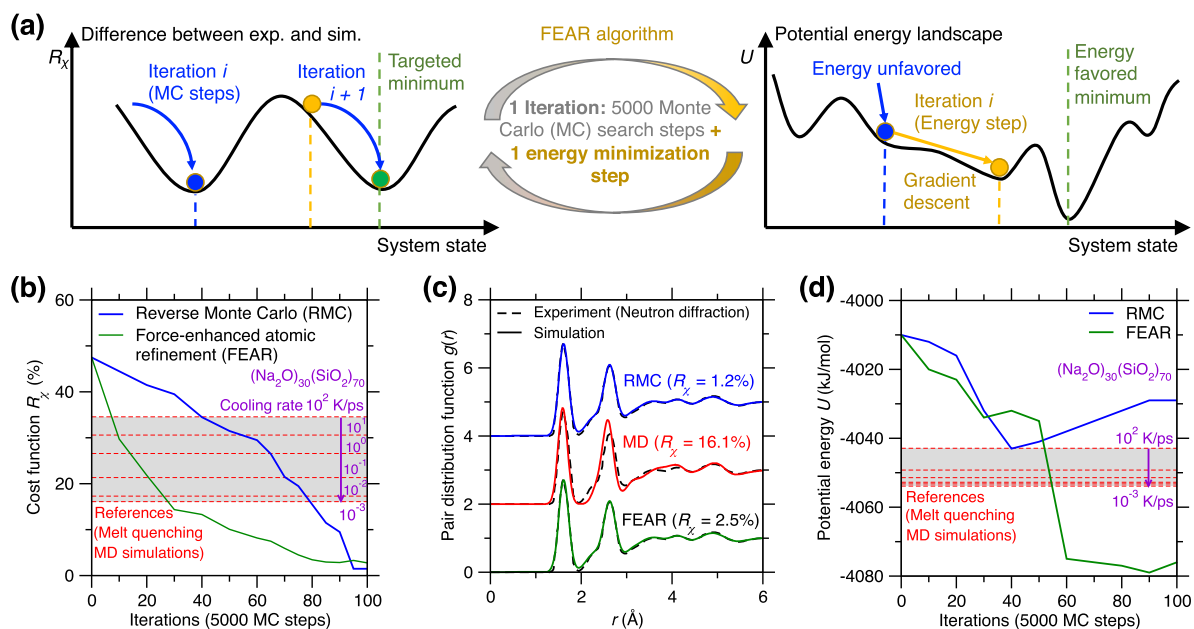 (a)
Difference between exp. and sim.
Rχ
Iteration i
(MC steps)
Iteration
i + 1
Targeted
minimum
System state
FEAR algorithm
1 Iteration: 5000 Monte
Carlo (MC) search steps +
1 energy minimization
step
Potential energy landscape
U
Energy unfavored
Iteration i
(Energy step)
Gradient
descent
Energy
favored
minimum
System state
(b)
Cost function Rχ (%)
60
40
20
0
Reverse Monte Carlo (RMC)
Force-enhanced atomic
refinement (FEAR)
(Na₂O)₃₀(SiO₂)₇₀
Cooling rate 10² K/ps
10¹
10⁰
10⁻¹
10⁻²
10⁻³
References
(Melt quenching
MD simulations)
0 20 40 60 80 100
Iterations (5000 MC steps)
(c)
Pair distribution function g(r)
8
6
4
2
0
Experiment (Neutron diffraction)
Simulation
RMC (Rχ = 1.2%)
MD (Rχ = 16.1%)
FEAR (Rχ = 2.5%)
0 1 2 3 4 5 6
r (Å)
(d)
Potential energy U (kJ/mol)
-4000
-4020
-4040
-4060
-4080
RMC
FEAR
(Na₂O)₃₀(SiO₂)₇₀
10² K/ps
10⁻³ K/ps
References
(Melt quenching
MD simulations)
0 20 40 60 80 100
Iterations (5000 MC steps)